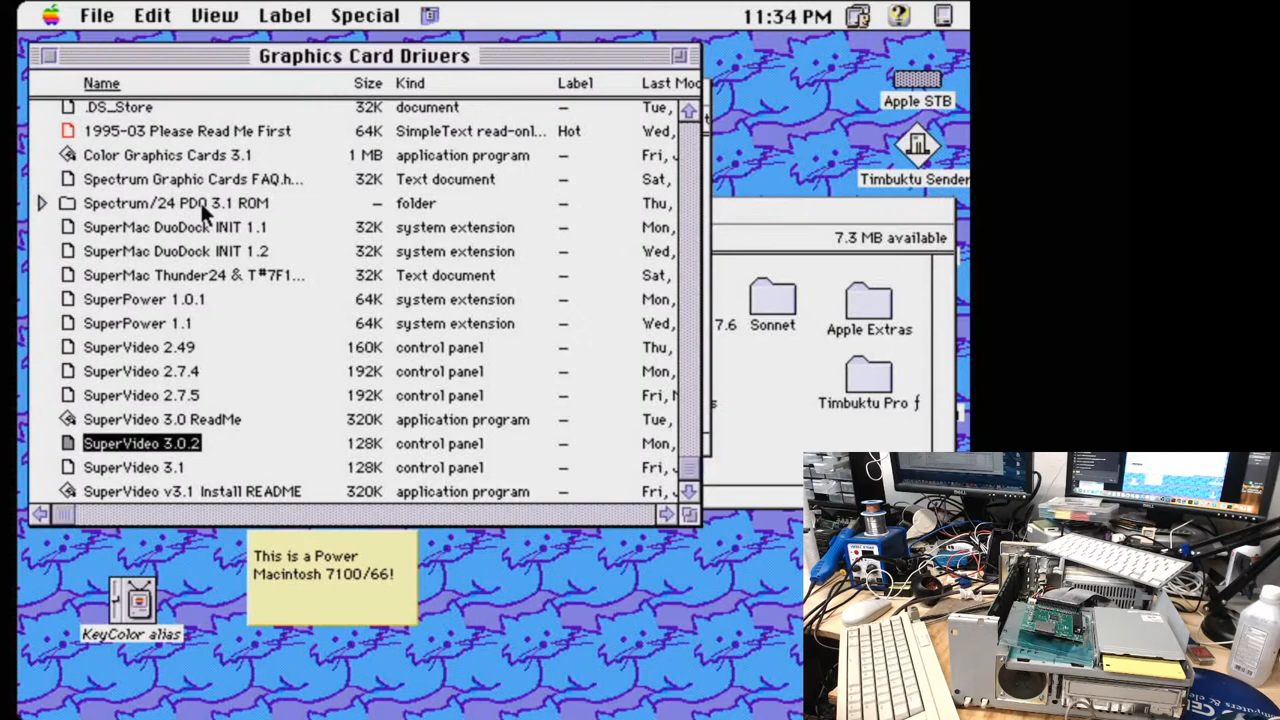 File Edit View Label Special 1:34 PM
Graphics Card Drivers
Name Size Kind Label Last Mod
.DS_Store 32K document – Tue,
1995-03 Please Read Me First 64K SimpleText read-onl... Hot Wed,
Color Graphics Cards 3.1 1 MB application program – Fri,
Spectrum Graphic Cards FAQ.h... 32K Text document – Sat,
Spectrum/24 PDQ 3.1 ROM – folder – Thu,
SuperMac DuoDock INIT 1.1 32K system extension – Mon,
SuperMac DuoDock INIT 1.2 32K system extension – Wed,
SuperMac Thunder24 & T#7F1... 32K Text document – Sat,
SuperPower 1.0.1 64K system extension – Mon,
SuperPower 1.1 64K system extension – Wed,
SuperVideo 2.49 160K control panel – Thu,
SuperVideo 2.7.4 192K control panel – Mon,
SuperVideo 2.7.5 192K control panel – Fri,
SuperVideo 3.0 ReadMe 320K application program – Tue,
SuperVideo 3.0.2 128K control panel – Mon,
SuperVideo 3.1 128K control panel – Fri,
SuperVideo v3.1 Install README 320K application program – Fri,
Apple STB
Timbuktu Sender
7.3 MB available
7.6 Sonnet
Apple Extras
Timbuktu Pro ƒ
This is a Power
Macintosh 7100/66!
KeyColor alias
DELL
DELL